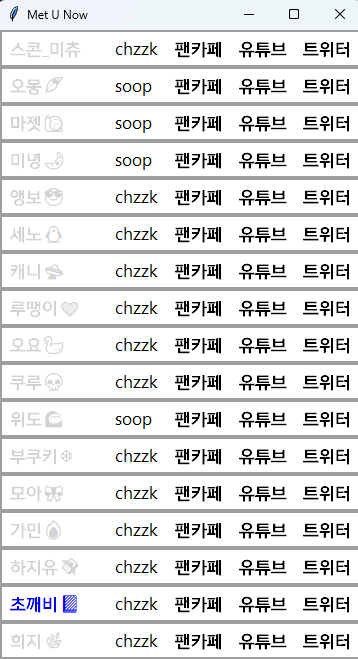 Met U Now
스콘_미츄 chzzk 팬카페 유튜브 트위터
오몽🪶 soop 팬카페 유튜브 트위터
마젯🐌 soop 팬카페 유튜브 트위터
미녕🌛 soop 팬카페 유튜브 트위터
앵보😎 chzzk 팬카페 유튜브 트위터
세노🐧 chzzk 팬카페 유튜브 트위터
캐니🛸 chzzk 팬카페 유튜브 트위터
루땡이💝 chzzk 팬카페 유튜브 트위터
오요🦢 chzzk 팬카페 유튜브 트위터
쿠루💀 chzzk 팬카페 유튜브 트위터
위도🌊 soop 팬카페 유튜브 트위터
부쿠키❄ chzzk 팬카페 유튜브 트위터
모아🎀 chzzk 팬카페 유튜브 트위터
가민💧 chzzk 팬카페 유튜브 트위터
하지유💝 chzzk 팬카페 유튜브 트위터
초깨비📘 chzzk 팬카페 유튜브 트위터
희지🌿 chzzk 팬카페 유튜브 트위터